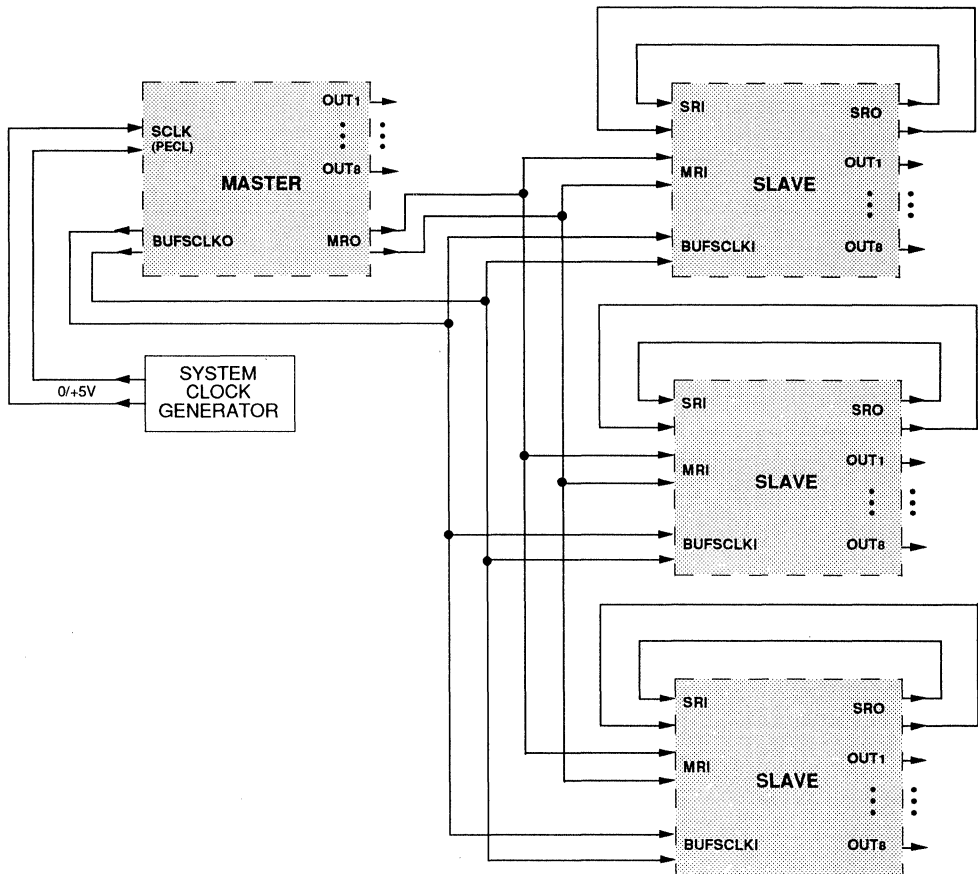 OUT1
SCLK
(PECL)
OUT8
MASTER
BUFSCLKO
MRO
0/+5V
SYSTEM
CLOCK
GENERATOR
SRI
SRO
OUT1
MRI
SLAVE
BUFSCLKI
OUT8
SRI
SRO
OUT1
MRI
SLAVE
BUFSCLKI
OUT8
SRI
SRO
OUT1
MRI
SLAVE
BUFSCLKI
OUT8